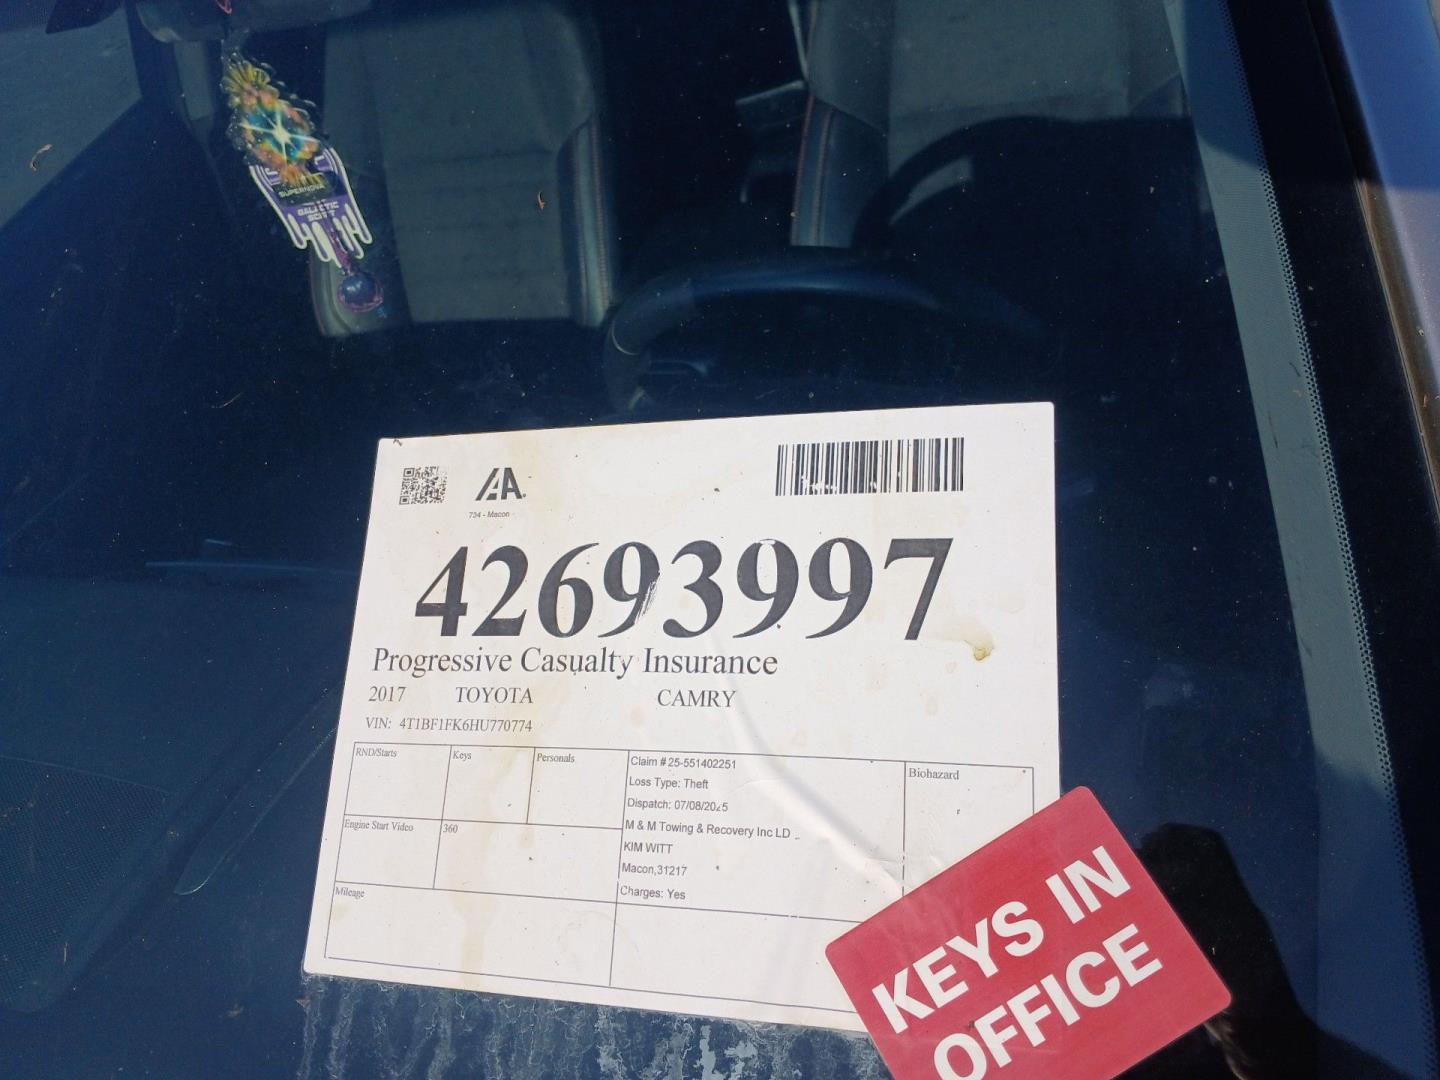 SUPERNOVA
GALACTIC
IAA
734 - Macon
42693997
Progressive Casualty Insurance
2017 TOYOTA CAMRY
VIN: 4T1BF1FK6HU770774
RND/Starts
Keys
Personals
Claim # 25-551402251
Loss Type: Theft
Dispatch: 07/08/2025
M & M Towing & Recovery Inc LD
KIM WITT
Macon,31217
Charges: Yes
Biohazard
Engine Start Video
360
Mileage
KEYS IN
OFFICE